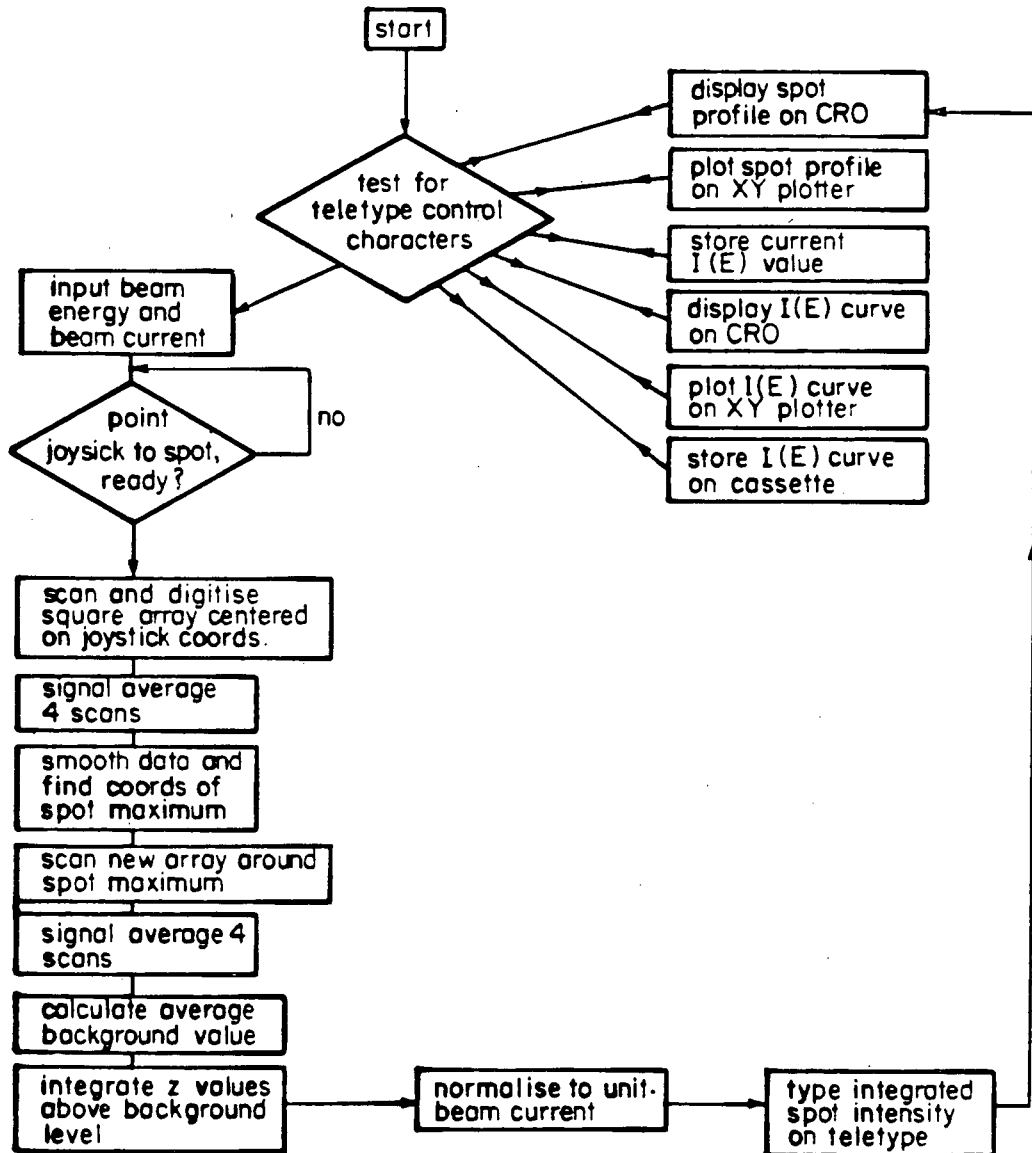 start
display spot
profile on CRO
plot spot profile
on XY plotter
store current
I(E) value
display I(E) curve
on CRO
plot I(E) curve
on XY plotter
store I(E) curve
on cassette
test for
teletype control
characters
input beam
energy and
beam current
no
point
joysick to spot,
ready?
scan and digitise
square array centered
on joystick coords.
signal average
4 scans
smooth data and
find coords of
spot maximum
scan new array around
spot maximum
signal average 4
scans
calculate average
background value
integrate z values
above background
level
normalise to unit-
beam current
type integrated
spot intensity
on teletype